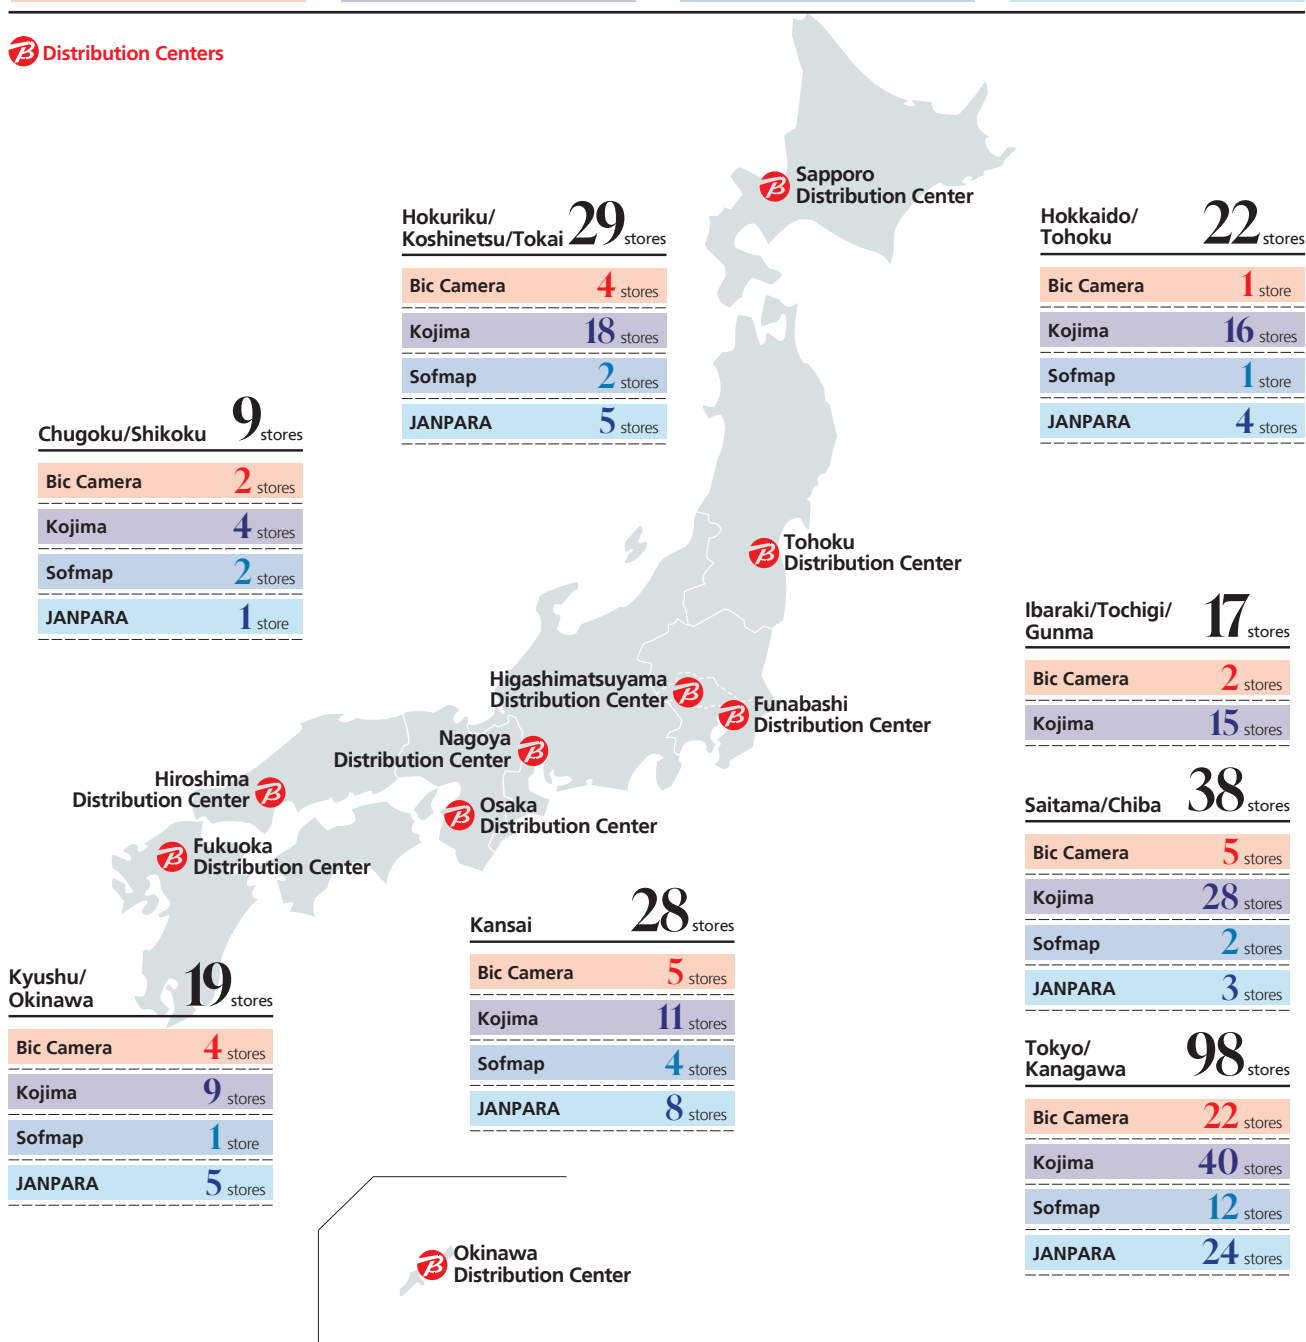 Distribution Centers
Sapporo
Distribution Center
Hokuriku/
Koshinetsu/Tokai 29 stores
Bic Camera 4 stores
Kojima 18 stores
Sofmap 2 stores
JANPARA 5 stores
Hokkaido/
Tohoku 22 stores
Bic Camera 1 store
Kojima 16 stores
Sofmap 1 store
JANPARA 4 stores
Chugoku/Shikoku 9 stores
Bic Camera 2 stores
Kojima 4 stores
Sofmap 2 stores
JANPARA 1 store
Tohoku
Distribution Center
Ibaraki/Tochigi/
Gunma 17 stores
Bic Camera 2 stores
Kojima 15 stores
Higashimatsuyama
Distribution Center
Funabashi
Distribution Center
Nagoya
Distribution Center
Hiroshima
Distribution Center
Osaka
Distribution Center
Fukuoka
Distribution Center
Saitama/Chiba 38 stores
Bic Camera 5 stores
Kojima 28 stores
Sofmap 2 stores
JANPARA 3 stores
Kansai 28 stores
Bic Camera 5 stores
Kojima 11 stores
Sofmap 4 stores
JANPARA 8 stores
Kyushu/
Okinawa 19 stores
Bic Camera 4 stores
Kojima 9 stores
Sofmap 1 store
JANPARA 5 stores
Tokyo/
Kanagawa 98 stores
Bic Camera 22 stores
Kojima 40 stores
Sofmap 12 stores
JANPARA 24 stores
Okinawa
Distribution Center